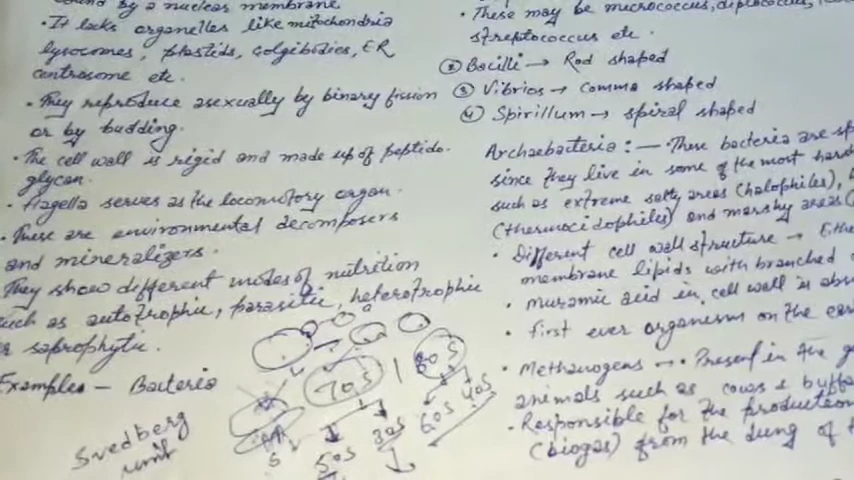 bound by a nuclear membrane
• It lacks organelles like mitochondria
lysosomes, plastids, golgibodies, ER
centrosome etc.
• They reproduce asexually by binary fission
or by budding.
• The cell wall is rigid and made up of peptido-
glycan.
• flagella serves as the locomotory organ.
• These are environmental decomposers
and mineralizers.
They show different modes of nutrition
such as autotrophic, parasitic, heterotrophic
or saprophytic.
Examples — Bacteria
Svedberg
unit
70S | 80S
50S 30S 60S 40S
• These may be micrococcus, diplococcus,
streptococcus etc.
② Bacilli → Rod shaped
③ Vibrios → Comma shaped
④ Spirillum → spiral shaped
Archaebacteria : — These bacteria are
since they live in some of the most
such as extreme salty areas (halophiles),
(thermoacidophiles) and marshy areas
• Different cell wall structure →
membrane lipids with branched
• muramic acid in cell wall is
• first ever organism on the
• Methanogens — • Present in the
animals such as cows &
• Responsible for the production
(biogas) from the dung of